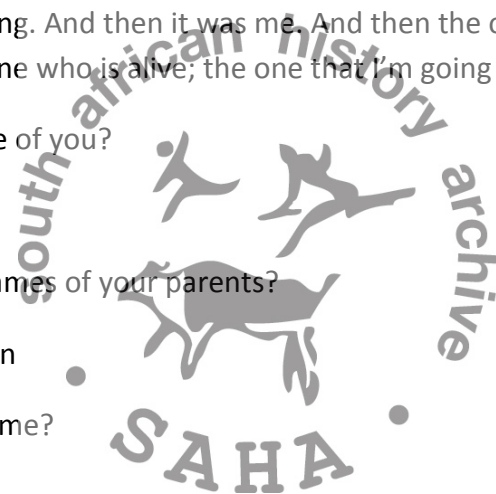 ng. And then it was me. And then the
ne who is alive; the one that I'm going
e of you?
mes of your parents?
n
me?
south african history archive
SAHA